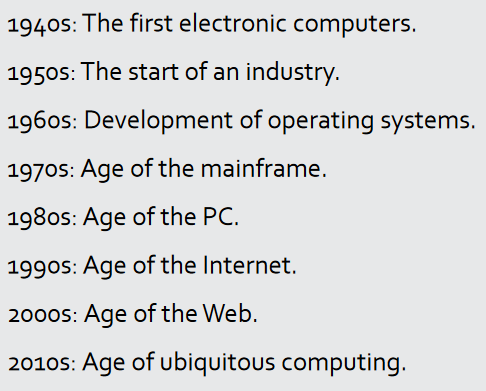 1940s: The first electronic computers.
1950s: The start of an industry.
1960s: Development of operating systems.
1970s: Age of the mainframe.
1980s: Age of the PC.
1990s: Age of the Internet.
2000s: Age of the Web.
2010s: Age of ubiquitous computing.